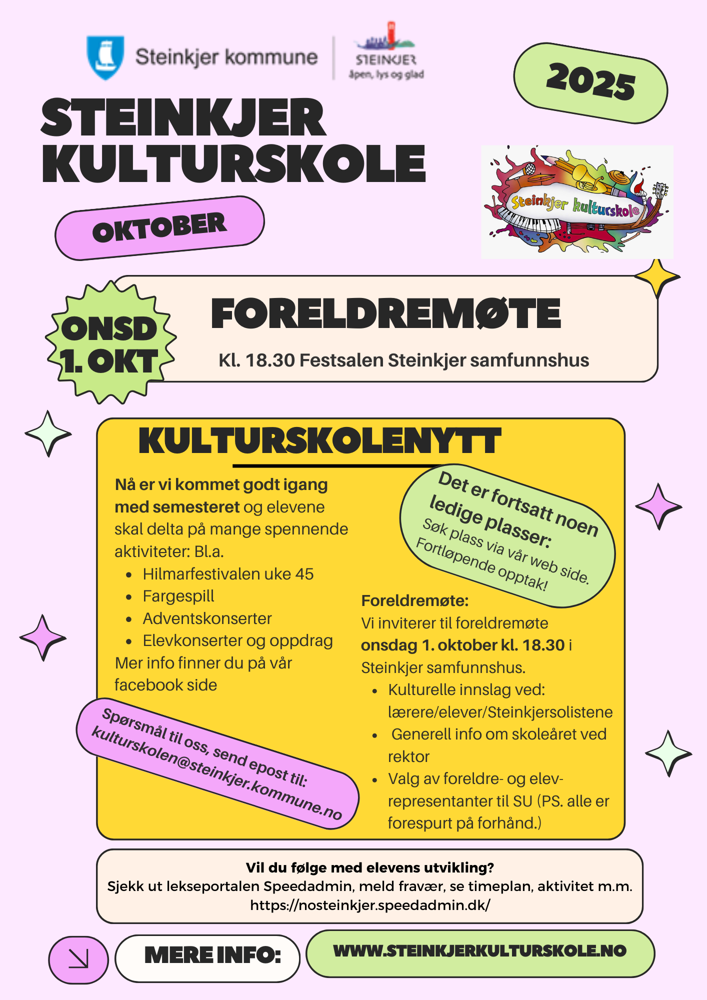 Steinkjer kommune
STEINKJER
åpen, lys og glad
2025
STEINKJER
KULTURSKOLE
Steinkjer kulturskole
OKTOBER
ONSD
1. OKT
FORELDREMØTE
Kl. 18.30 Festsalen Steinkjer samfunnshus
KULTURSKOLENYTT
Nå er vi kommet godt igang
med semesteret og elevene
skal delta på mange spennende
aktiviteter: Bl.a.
• Hilmarfestivalen uke 45
• Fargespill
• Adventskonserter
• Elevkonserter og oppdrag
Mer info finner du på vår
facebook side
Spørsmål til oss, send epost til:
kulturskolen@steinkjer.kommune.no
Det er fortsatt noen
ledige plasser:
Søk plass via vår web side.
Fortløpende opptak!
Foreldremøte:
Vi inviterer til foreldremøte
onsdag 1. oktober kl. 18.30 i
Steinkjer samfunnshus.
• Kulturelle innslag ved:
lærere/elever/Steinkjersolistene
• Generell info om skoleåret ved
rektor
• Valg av foreldre- og elev-
representanter til SU (PS. alle er
forespurt på forhånd.)
Vil du følge med elevens utvikling?
Sjekk ut lekseportalen Speedadmin, meld fravær, se timeplan, aktivitet m.m.
https://nosteinkjer.speedadmin.dk/
MERE INFO:
WWW.STEINKJERKULTURSKOLE.NO